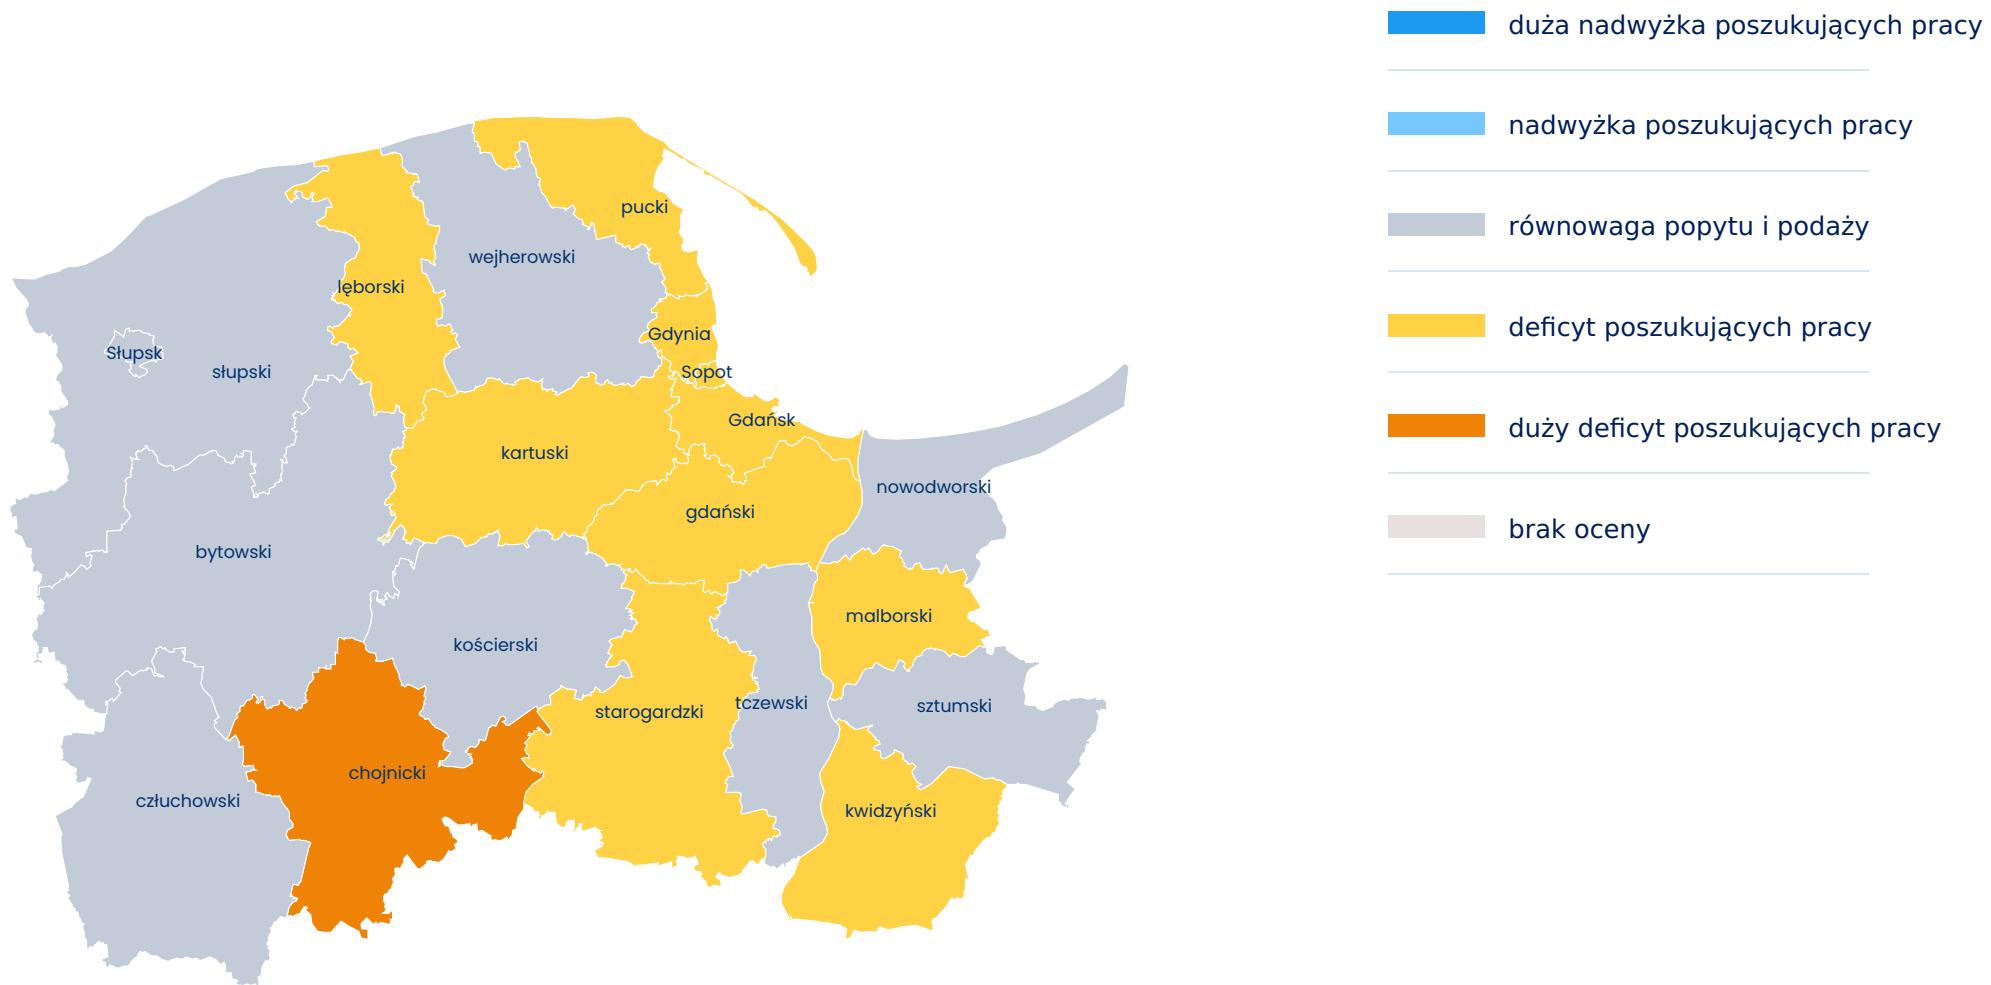 duża nadwyżka poszukujących pracy
nadwyżka poszukujących pracy
równowaga popytu i podaży
deficyt poszukujących pracy
duży deficyt poszukujących pracy
brak oceny
pucki
wejherowski
lęborski
Gdynia
Słupsk
słupski
Sopot
Gdańsk
kartuski
nowodworski
gdański
bytowski
malborski
kościerski
tczewski
sztumski
starogardzki
chojnicki
człuchowski
kwidzyński